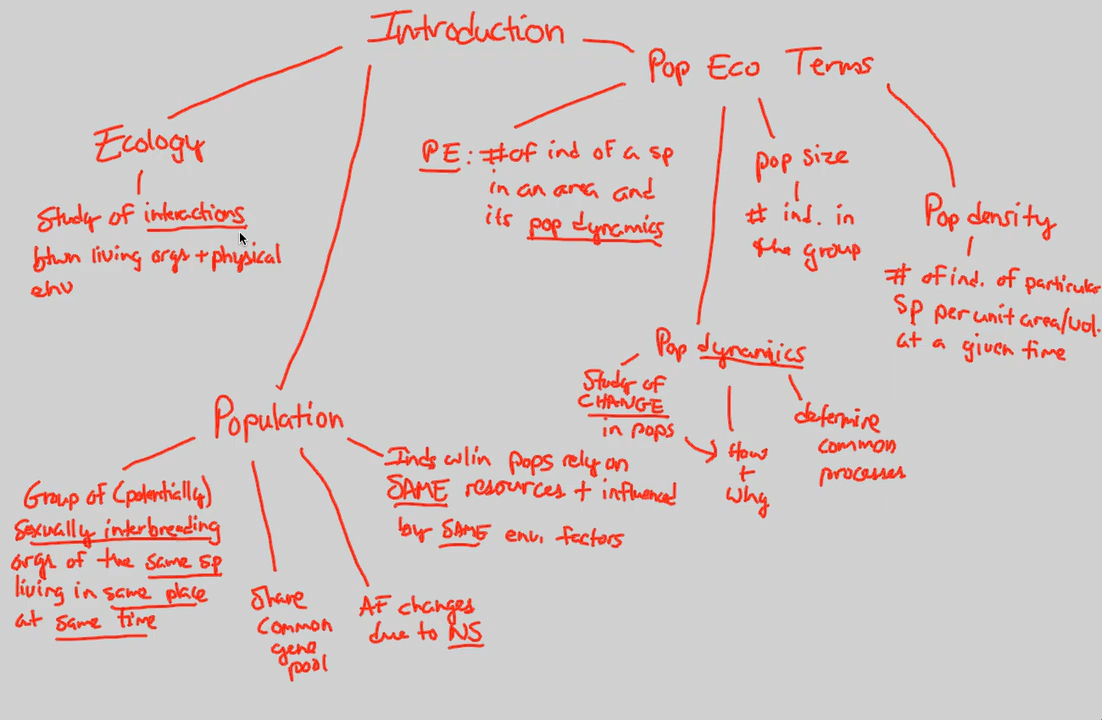 Introduction
Pop Eco Terms
Ecology
Study of interactions
btwn living orgs + physical
env
PE: # of ind of a sp
in an area and
its pop dynamics
pop size
# ind. in
the group
Pop density
# of ind. of particular
sp per unit area/vol.
at a given time
Pop dynamics
Study of
CHANGE
in pops
How
+
Why
determine
common
processes
Population
Group of (potentially)
sexually interbreeding
orgs of the same sp
living in same place
at same time
Share
common
gene
pool
AF changes
due to NS
Inds w/in pops rely on
SAME resources + influenced
by SAME env. factors